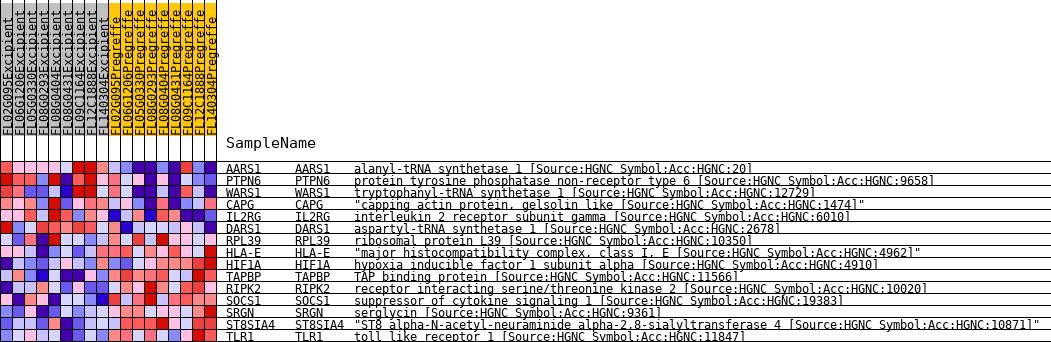 FL02G095Excipient
FL06G1206Excipient
FL05G0330Excipient
FL08G0293Excipient
FL08G0404Excipient
FL08G0431Excipient
FL09C1164Excipient
FL12C1888Excipient
FL140304Excipient
FL02G095Pregreffe
FL06G1206Pregreffe
FL05G0330Pregreffe
FL08G0293Pregreffe
FL08G0404Pregreffe
FL08G0431Pregreffe
FL09C1164Pregreffe
FL12C1888Pregreffe
FL140304Pregreffe
SampleName
AARS1 AARS1 alanyl-tRNA synthetase 1 [Source:HGNC Symbol;Acc:HGNC:20]
PTPN6 PTPN6 protein tyrosine phosphatase non-receptor type 6 [Source:HGNC Symbol;Acc:HGNC:9658]
WARS1 WARS1 tryptophanyl-tRNA synthetase 1 [Source:HGNC Symbol;Acc:HGNC:12729]
CAPG CAPG "capping actin protein, gelsolin like [Source:HGNC Symbol;Acc:HGNC:1474]"
IL2RG IL2RG interleukin 2 receptor subunit gamma [Source:HGNC Symbol;Acc:HGNC:6010]
DARS1 DARS1 aspartyl-tRNA synthetase 1 [Source:HGNC Symbol;Acc:HGNC:2678]
RPL39 RPL39 ribosomal protein L39 [Source:HGNC Symbol;Acc:HGNC:10350]
HLA-E HLA-E "major histocompatibility complex, class I, E [Source:HGNC Symbol;Acc:HGNC:4962]"
HIF1A HIF1A hypoxia inducible factor 1 subunit alpha [Source:HGNC Symbol;Acc:HGNC:4910]
TAPBP TAPBP TAP binding protein [Source:HGNC Symbol;Acc:HGNC:11566]
RIPK2 RIPK2 receptor interacting serine/threonine kinase 2 [Source:HGNC Symbol;Acc:HGNC:10020]
SOCS1 SOCS1 suppressor of cytokine signaling 1 [Source:HGNC Symbol;Acc:HGNC:19383]
SRGN SRGN serglycin [Source:HGNC Symbol;Acc:HGNC:9361]
ST8SIA4 ST8SIA4 "ST8 alpha-N-acetyl-neuraminide alpha-2,8-sialyltransferase 4 [Source:HGNC Symbol;Acc:HGNC:10871]"
TLR1 TLR1 toll like receptor 1 [Source:HGNC Symbol;Acc:HGNC:11847]